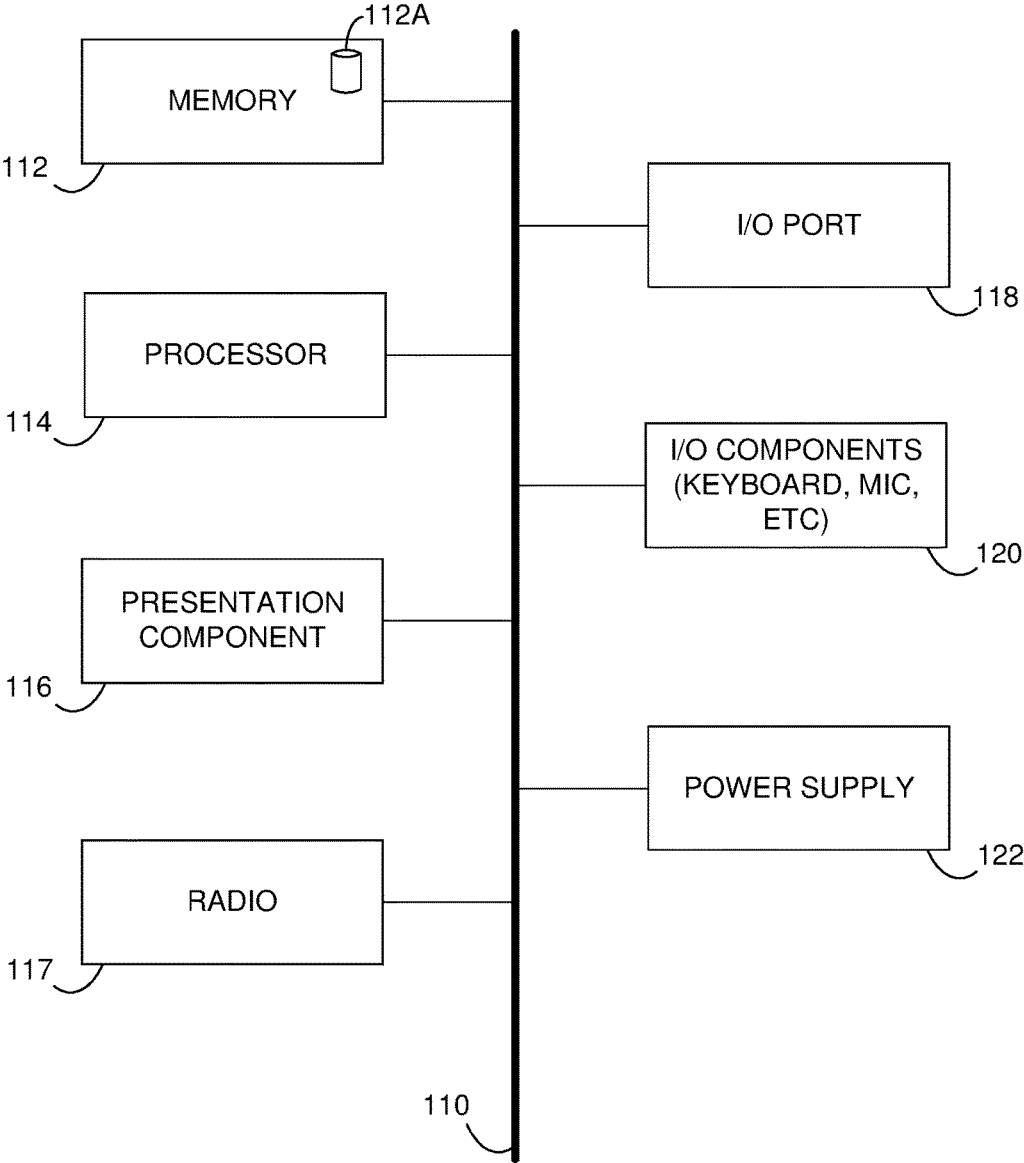 112A
MEMORY
112
I/O PORT
118
PROCESSOR
114
I/O COMPONENTS
(KEYBOARD, MIC,
ETC)
120
PRESENTATION
COMPONENT
116
POWER SUPPLY
122
RADIO
117
110